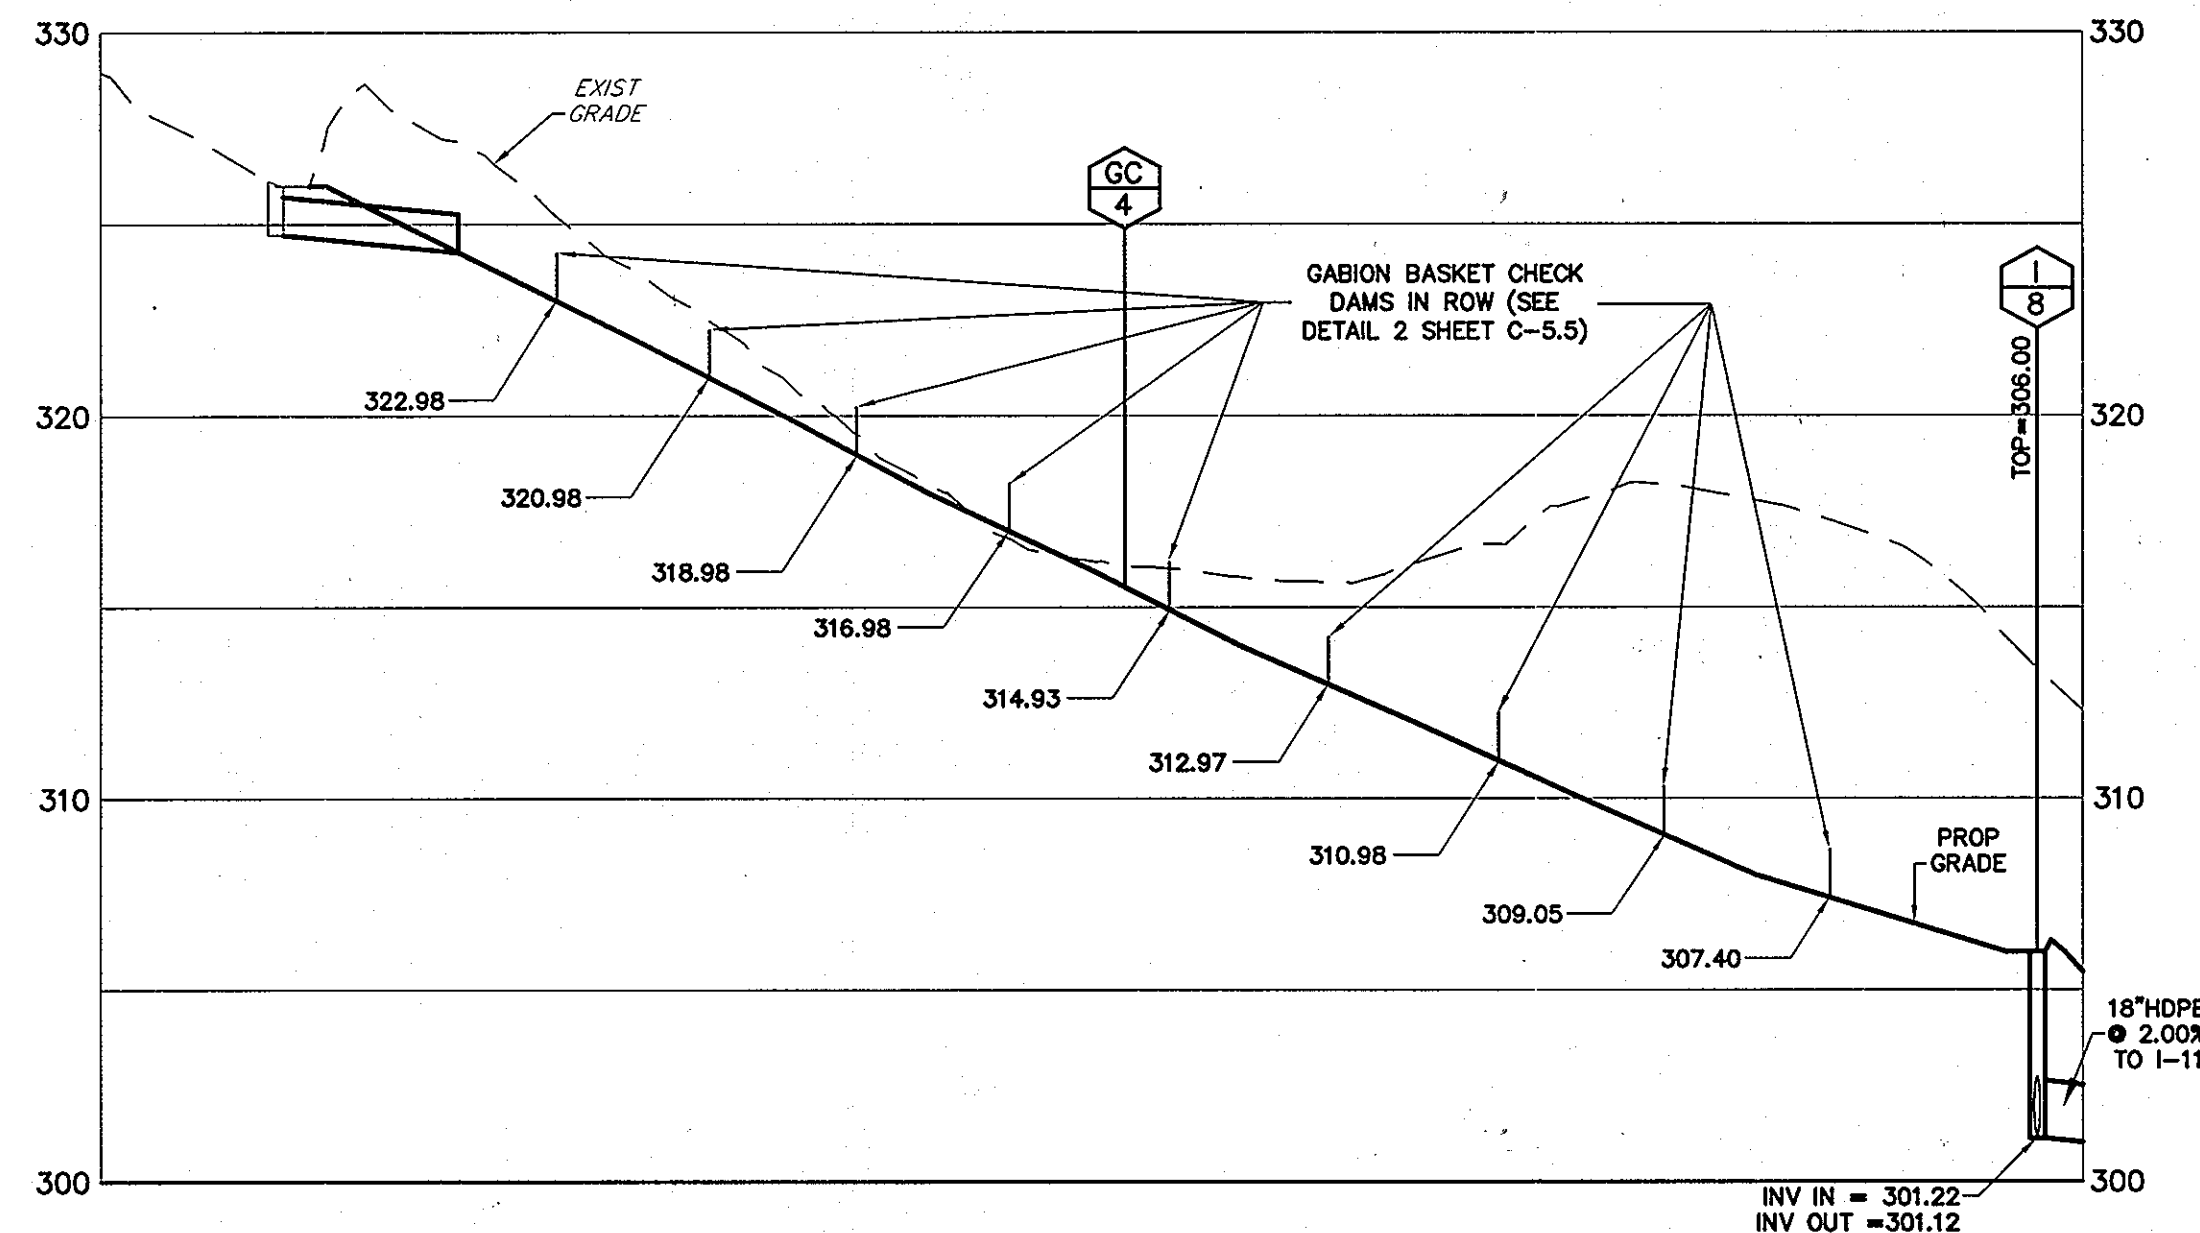 330
330
EXIST
GRADE
GC
4
GABION BASKET CHECK
DAMS IN ROW (SEE
DETAIL 2 SHEET C-5.5)
I
8
TOP=306.00
322.98
320
320
320.98
318.98
316.98
314.93
312.97
310
310
310.98
PROP
GRADE
309.05
307.40
18"HDPE
@ 2.00%
TO I-11
300
300
INV IN = 301.22
INV OUT =301.12